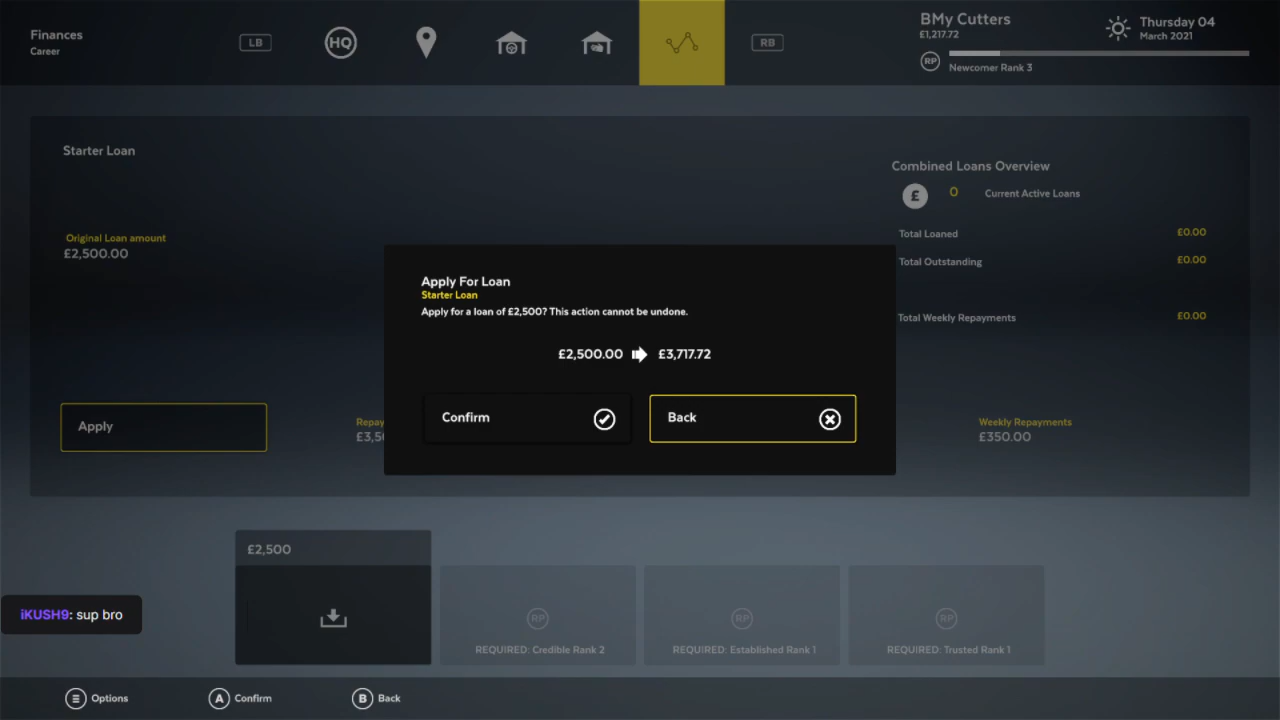 Finances
Career
LB
HQ
RB
BMy Cutters
£1,217.72
RP
Newcomer Rank 3
Thursday 04
March 2021
Starter Loan
Original Loan amount
£2,500.00
Combined Loans Overview
£ 0 Current Active Loans
Total Loaned £0.00
Total Outstanding £0.00
Total Weekly Repayments £0.00
Apply For Loan
Starter Loan
Apply for a loan of £2,500? This action cannot be undone.
£2,500.00 £3,717.72
Confirm Back
Apply
Weekly Repayments
£350.00
£2,500
RP
REQUIRED: Credible Rank 2
RP
REQUIRED: Established Rank 1
RP
REQUIRED: Trusted Rank 1
iKUSH9: sup bro
Options A Confirm B Back